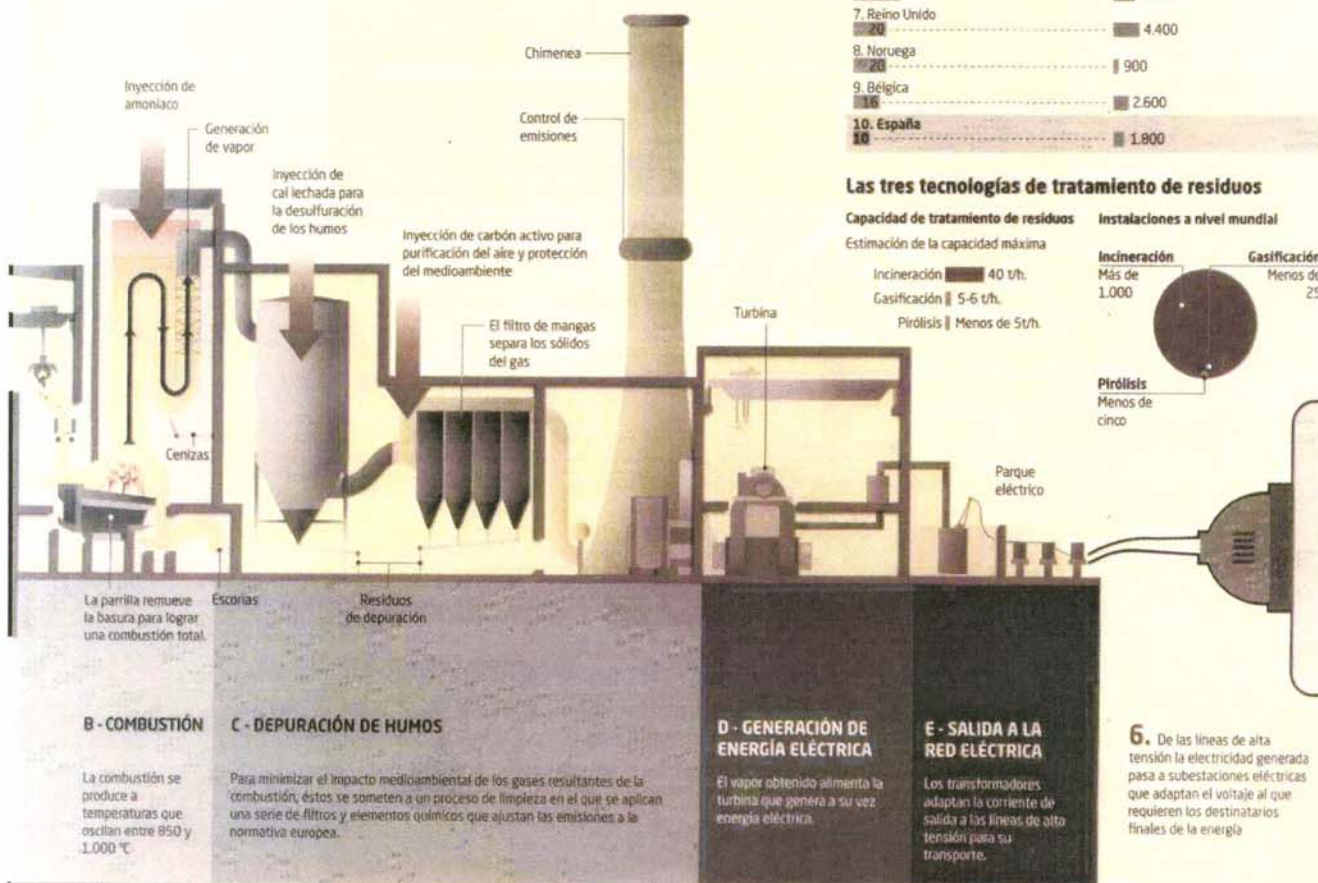 7. Reino Unido
20
4.400
8. Noruega
20
900
9. Bélgica
16
2.600
10. España
10
1.800
Las tres tecnologías de tratamiento de residuos
Capacidad de tratamiento de residuos
Estimación de la capacidad máxima
Incineración
40 t/h.
Gasificación
5-6 t/h.
Pirólisis
Menos de 5t/h.
Instalaciones a nivel mundial
Incineración
Más de
1.000
Gasificación
Menos de
25
Pirólisis
Menos de
cinco
Inyección de
amoniaco
Generación
de vapor
Inyección de
cal lechada para
la desulfuración
de los humos
Inyección de carbón activo para
purificación del aire y protección
del medioambiente
El filtro de mangas
separa los sólidos
del gas
Chimenea
Control de
emisiones
Turbina
Parque
eléctrico
Cenizas
La parrilla remueve
la basura para lograr
una combustión total.
Escorias
Residuos
de depuración
B - COMBUSTIÓN
La combustión se
produce a
temperaturas que
oscilan entre 850 y
1.000 °C
C - DEPURACIÓN DE HUMOS
Para minimizar el impacto medioambiental de los gases resultantes de la
combustión, éstos se someten a un proceso de limpieza en el que se aplican
una serie de filtros y elementos químicos que ajustan las emisiones a la
normativa europea.
D - GENERACIÓN DE
ENERGÍA ELÉCTRICA
El vapor obtenido alimenta la
turbina que genera a su vez
energía eléctrica.
E - SALIDA A LA
RED ELÉCTRICA
Los transformadores
adaptan la corriente de
salida a las líneas de alta
tensión para su
transporte.
6. De las líneas de alta
tensión la electricidad generada
pasa a subestaciones eléctricas
que adaptan el voltaje al que
requieren los destinatarios
finales de la energía